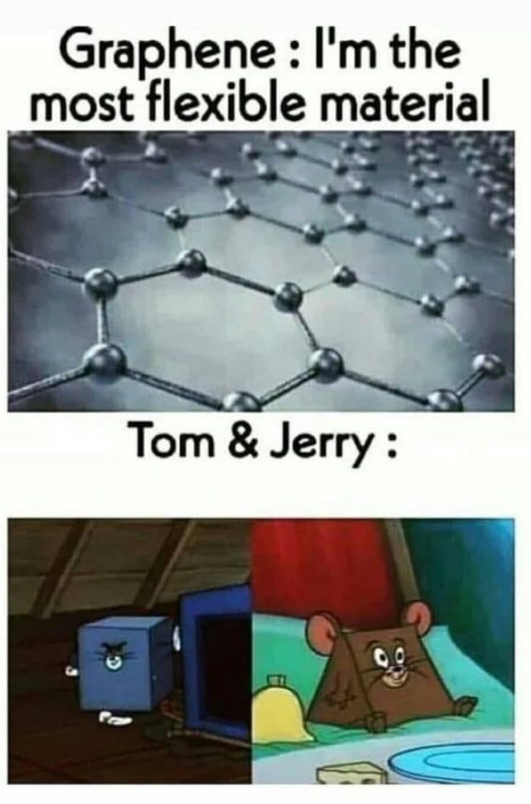 Graphene : I'm the
most flexible material
Tom & Jerry :